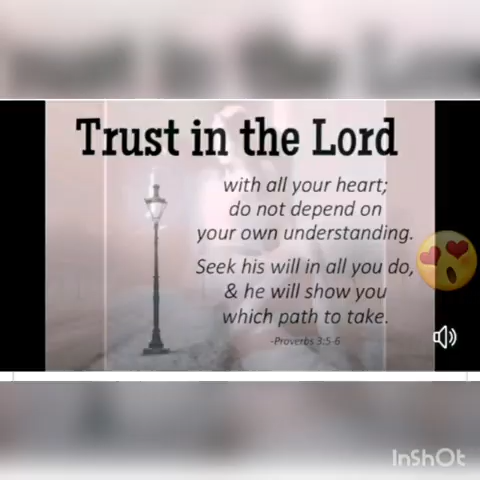 Trust in the Lord
with all your heart;
do not depend on
your own understanding.
Seek his will in all you do,
& he will show you
which path to take.
-Proverbs 3:5-6
InShOt